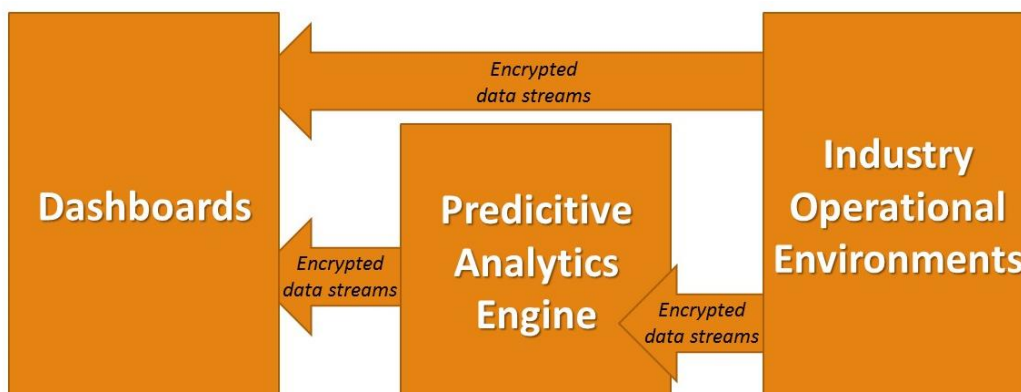 Dashboards
Encrypted
data streams
Encrypted
data streams
Predicitive
Analytics
Engine
Encrypted
data streams
Industry
Operational
Environments